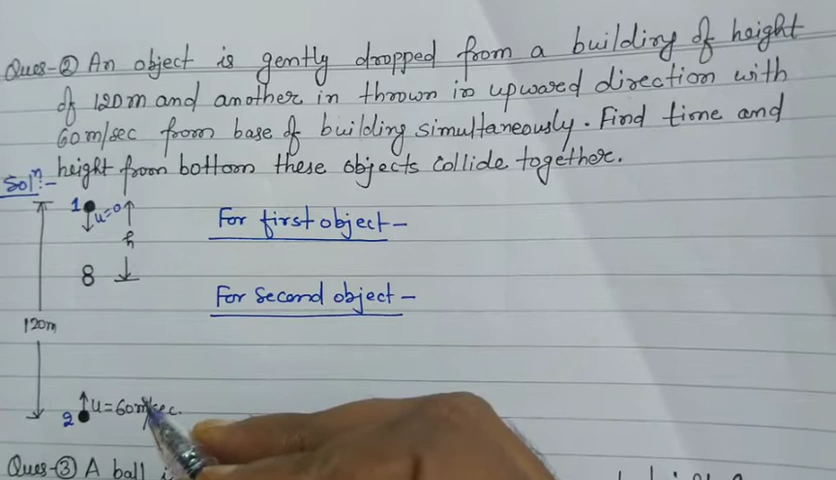 Ques-② An object is gently dropped from a building of height
of 120m and another in thrown in upward direction with
60m/sec from base of building simultaneously. Find time and
height from bottom these objects collide together.
Solⁿ:-
1 u=0
h
8
120m
2 u=60m/sec.
For first object-
For second object-
Ques-③ A ball